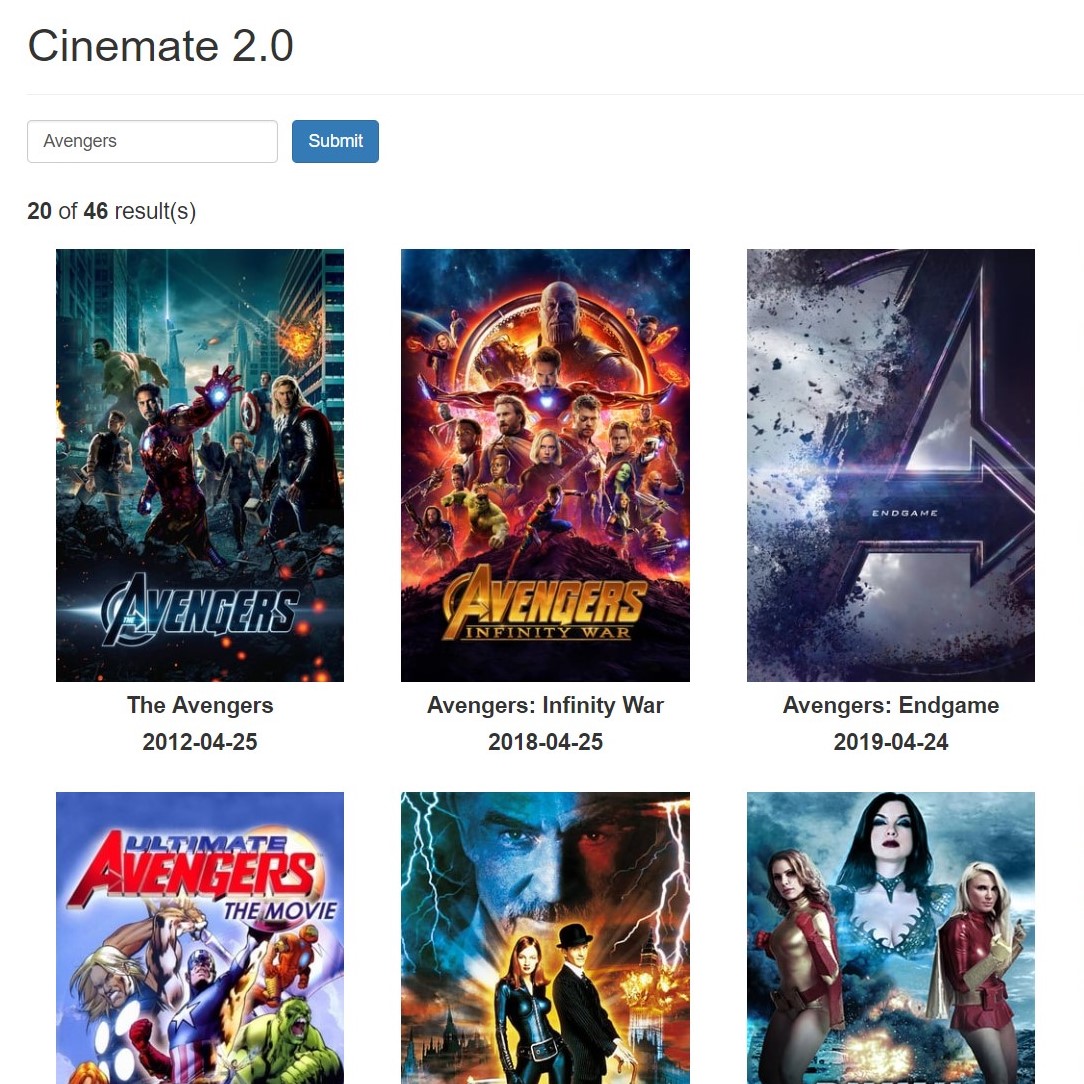 Cinemate 2.0
Avengers
Submit
20 of 46 result(s)
THE AVENGERS
AVENGERS
INFINITY WAR
ENDGAME
The Avengers
2012-04-25
Avengers: Infinity War
2018-04-25
Avengers: Endgame
2019-04-24
ULTIMATE
AVENGERS
THE MOVIE